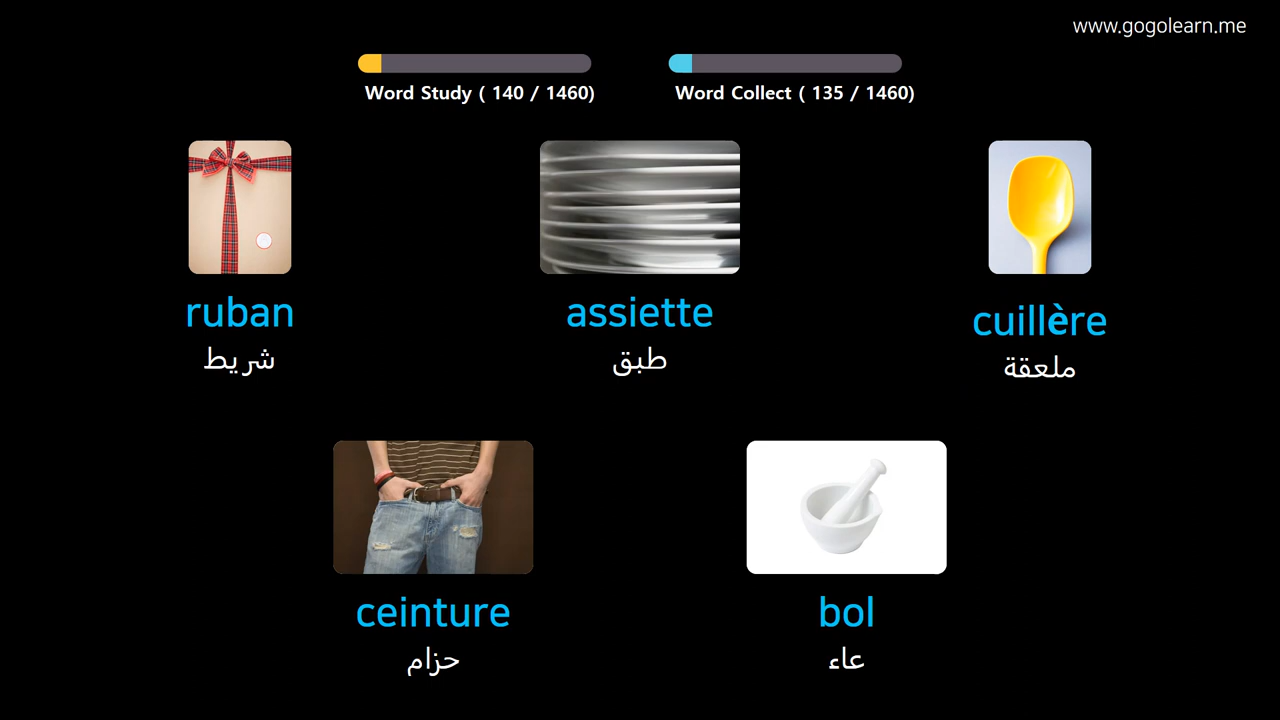 www.gogolearn.me
Word Study ( 140 / 1460)
Word Collect ( 135 / 1460)
ruban
شريط
assiette
طبق
cuillère
ملعقة
ceinture
حزام
bol
عاء